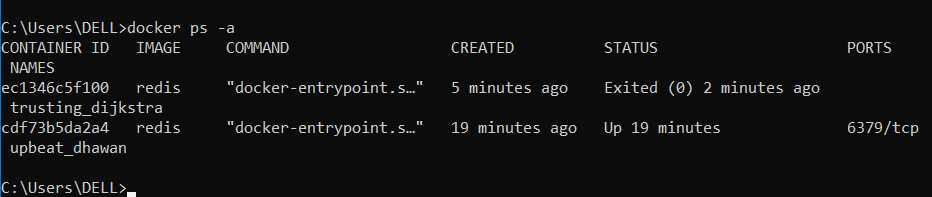 C:\Users\DELL>docker ps -a
CONTAINER ID   IMAGE     COMMAND                  CREATED          STATUS                     PORTS
 NAMES
ec1346c5f100   redis     "docker-entrypoint.s…"   5 minutes ago    Exited (0) 2 minutes ago
 trusting_dijkstra
cdf73b5da2a4   redis     "docker-entrypoint.s…"   19 minutes ago   Up 19 minutes              6379/tcp
 upbeat_dhawan
C:\Users\DELL>